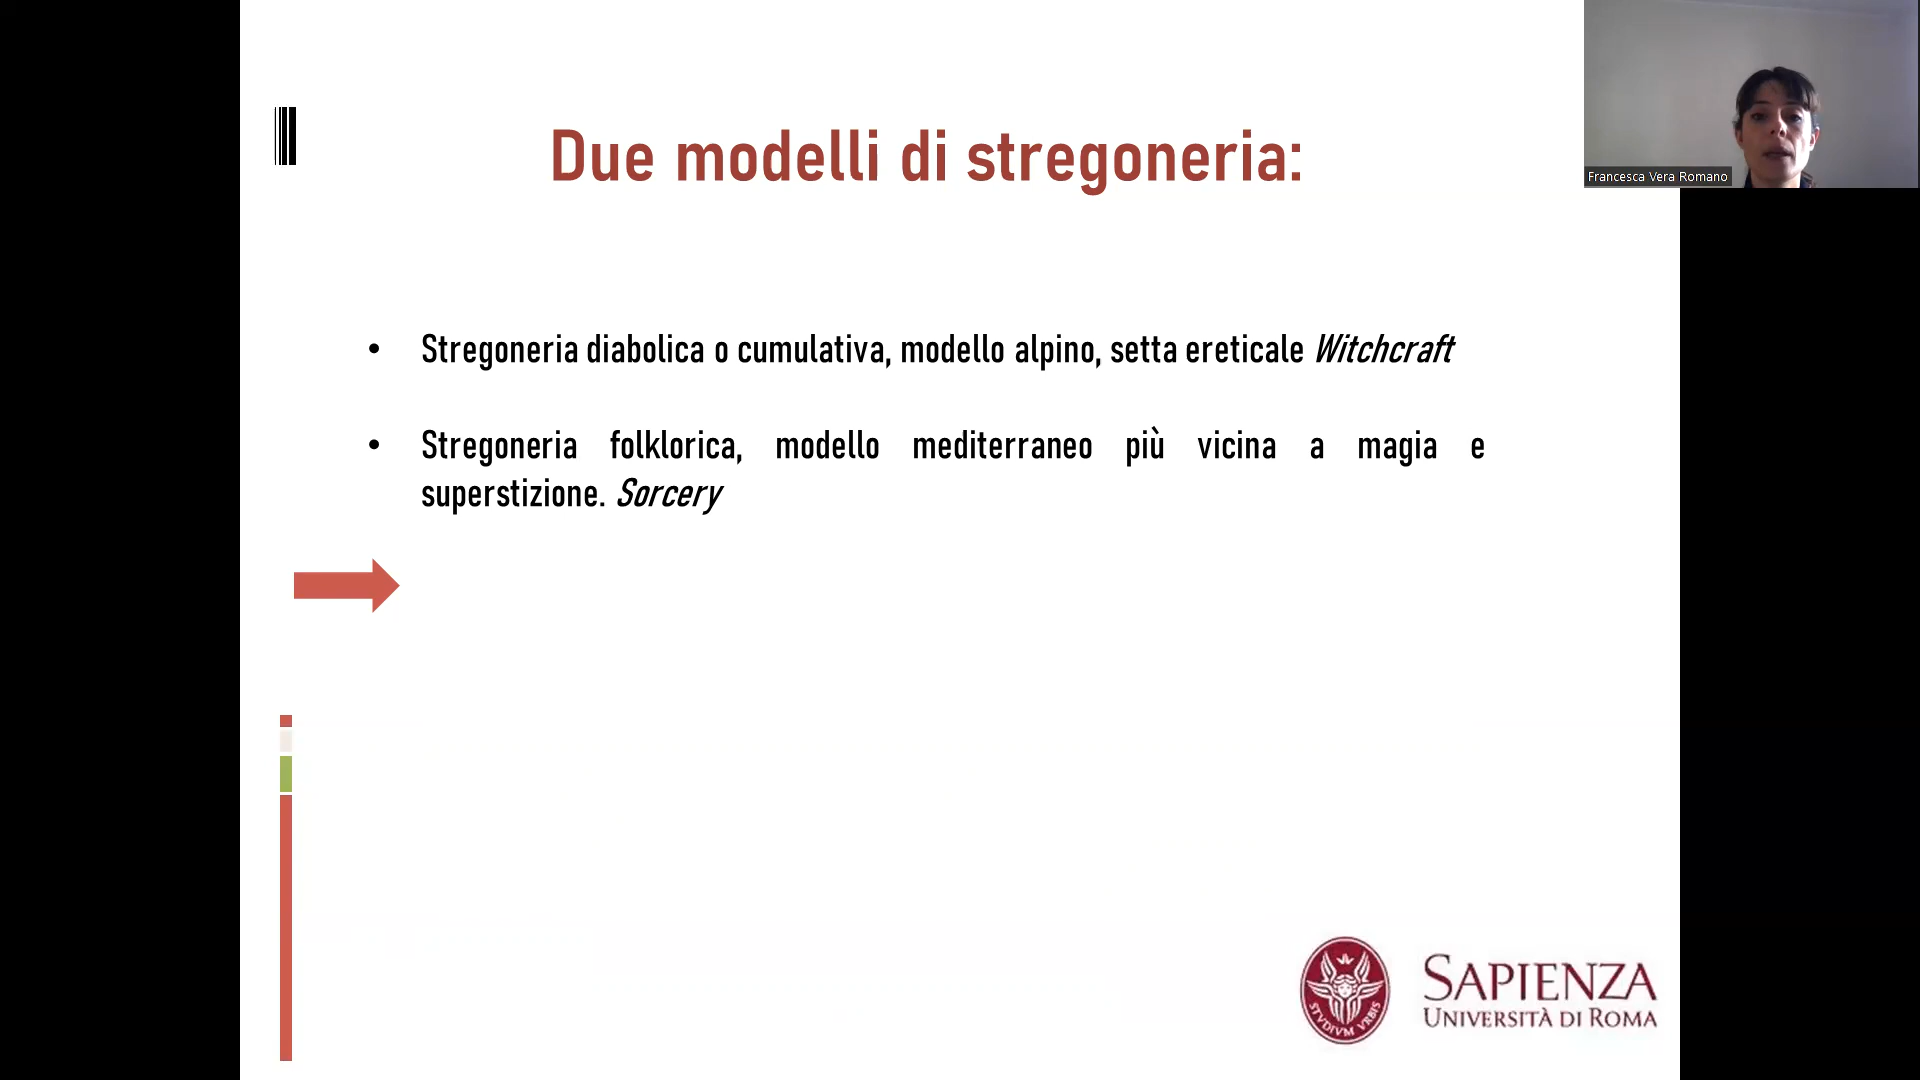 Due modelli di stregoneria:
Francesca Vera Romano
• Stregoneria diabolica o cumulativa, modello alpino, setta ereticale Witchcraft
• Stregoneria folklorica, modello mediterraneo più vicina a magia e
superstizione. Sorcery
STVDIVM VRBIS
SAPIENZA
UNIVERSITÀ DI ROMA